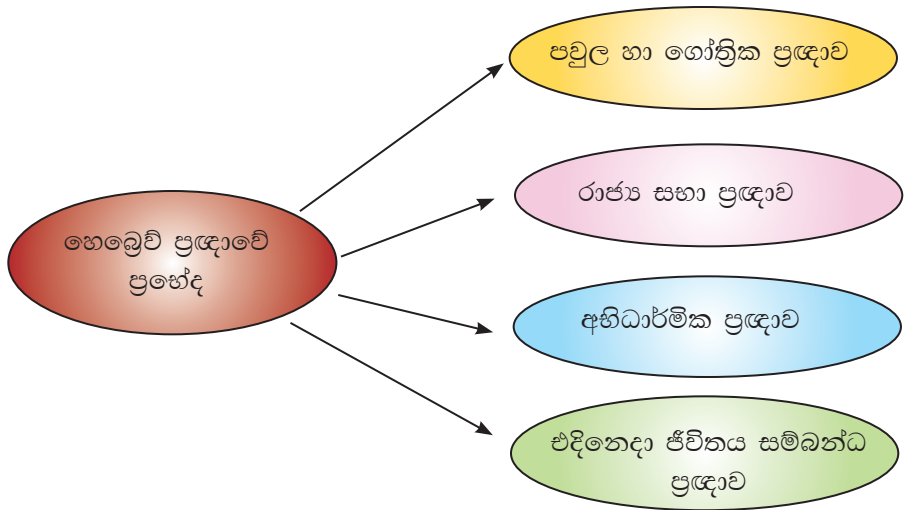 හෙබ්‍රෙව් ප්‍රඥාවේ
ප්‍රභේද
පවුල හා ගෝත්‍රික ප්‍රඥාව
රාජ්‍ය සභා ප්‍රඥාව
අභිධාර්මික ප්‍රඥාව
එදිනෙදා ජීවිතය සම්බන්ධ
ප්‍රඥාව